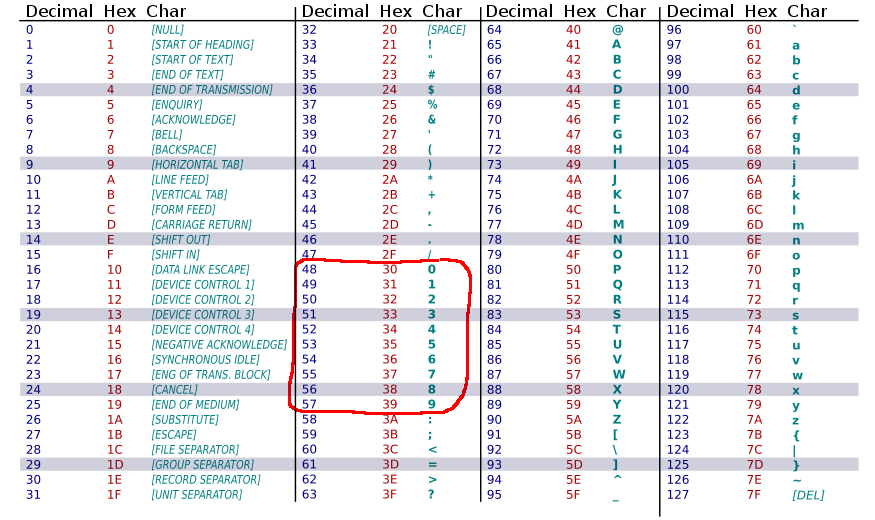 Decimal Hex Char Decimal Hex Char Decimal Hex Char Decimal Hex Char
0 0 [NULL] 32 20 [SPACE] 64 40 @ 96 60 `
1 1 [START OF HEADING] 33 21 ! 65 41 A 97 61 a
2 2 [START OF TEXT] 34 22 " 66 42 B 98 62 b
3 3 [END OF TEXT] 35 23 # 67 43 C 99 63 c
4 4 [END OF TRANSMISSION] 36 24 $ 68 44 D 100 64 d
5 5 [ENQUIRY] 37 25 % 69 45 E 101 65 e
6 6 [ACKNOWLEDGE] 38 26 & 70 46 F 102 66 f
7 7 [BELL] 39 27 ' 71 47 G 103 67 g
8 8 [BACKSPACE] 40 28 ( 72 48 H 104 68 h
9 9 [HORIZONTAL TAB] 41 29 ) 73 49 I 105 69 i
10 A [LINE FEED] 42 2A * 74 4A J 106 6A j
11 B [VERTICAL TAB] 43 2B + 75 4B K 107 6B k
12 C [FORM FEED] 44 2C , 76 4C L 108 6C l
13 D [CARRIAGE RETURN] 45 2D - 77 4D M 109 6D m
14 E [SHIFT OUT] 46 2E . 78 4E N 110 6E n
15 F [SHIFT IN] 47 2F / 79 4F O 111 6F o
16 10 [DATA LINK ESCAPE] 48 30 0 80 50 P 112 70 p
17 11 [DEVICE CONTROL 1] 49 31 1 81 51 Q 113 71 q
18 12 [DEVICE CONTROL 2] 50 32 2 82 52 R 114 72 r
19 13 [DEVICE CONTROL 3] 51 33 3 83 53 S 115 73 s
20 14 [DEVICE CONTROL 4] 52 34 4 84 54 T 116 74 t
21 15 [NEGATIVE ACKNOWLEDGE] 53 35 5 85 55 U 117 75 u
22 16 [SYNCHRONOUS IDLE] 54 36 6 86 56 V 118 76 v
23 17 [ENG OF TRANS. BLOCK] 55 37 7 87 57 W 119 77 w
24 18 [CANCEL] 56 38 8 88 58 X 120 78 x
25 19 [END OF MEDIUM] 57 39 9 89 59 Y 121 79 y
26 1A [SUBSTITUTE] 58 3A : 90 5A Z 122 7A z
27 1B [ESCAPE] 59 3B ; 91 5B [ 123 7B {
28 1C [FILE SEPARATOR] 60 3C < 92 5C \ 124 7C |
29 1D [GROUP SEPARATOR] 61 3D = 93 5D ] 125 7D }
30 1E [RECORD SEPARATOR] 62 3E > 94 5E ^ 126 7E ~
31 1F [UNIT SEPARATOR] 63 3F ? 95 5F _ 127 7F [DEL]